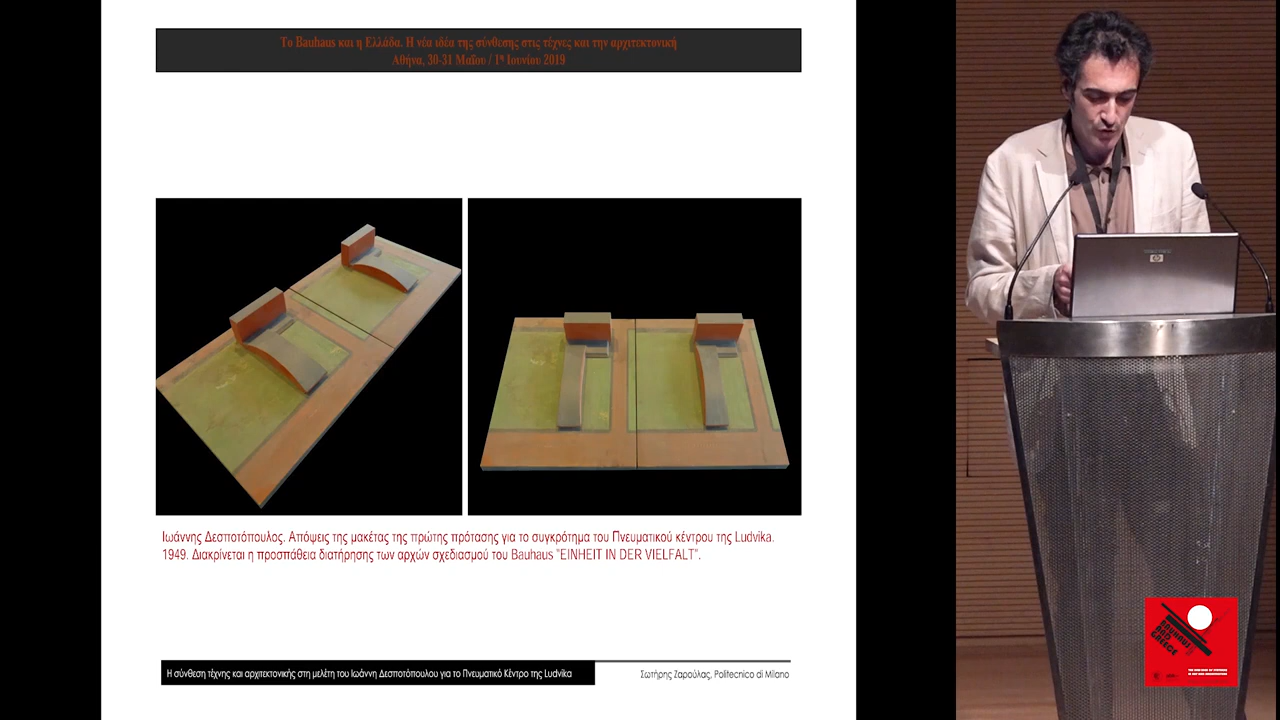 Το Bauhaus και η Ελλάδα. Η νέα ιδέα της σύνθεσης στις τέχνες και την αρχιτεκτονική
Αθήνα, 30-31 Μαΐου / 1η Ιουνίου 2019
Ιωάννης Δεσποτόπουλος. Απόψεις της μακέτας της πρώτης πρότασης για το συγκρότημα του Πνευματικού κέντρου της Ludvika.
1949. Διακρίνεται η προσπάθεια διατήρησης των αρχών σχεδιασμού του Bauhaus "EINHEIT IN DER VIELFALT".
Η σύνθεση τέχνης και αρχιτεκτονικής στη μελέτη του Ιωάννη Δεσποτόπουλου για το Πνευματικό Κέντρο της Ludvika
Σωτήρης Ζαρούλας, Politecnico di Milano
hp
BAUHAUS
AND
GREECE